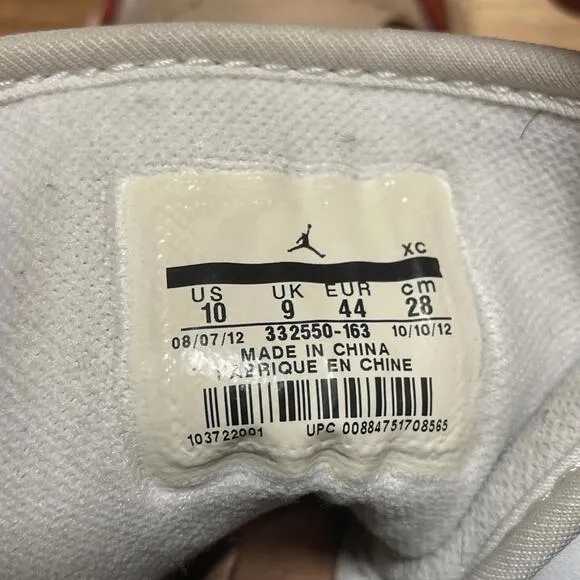 XC
US UK EUR cm
10 9 44 28
08/07/12 332550-163 10/10/12
MADE IN CHINA
FABRIQUE EN CHINE
103722091 UPC 00884751708565